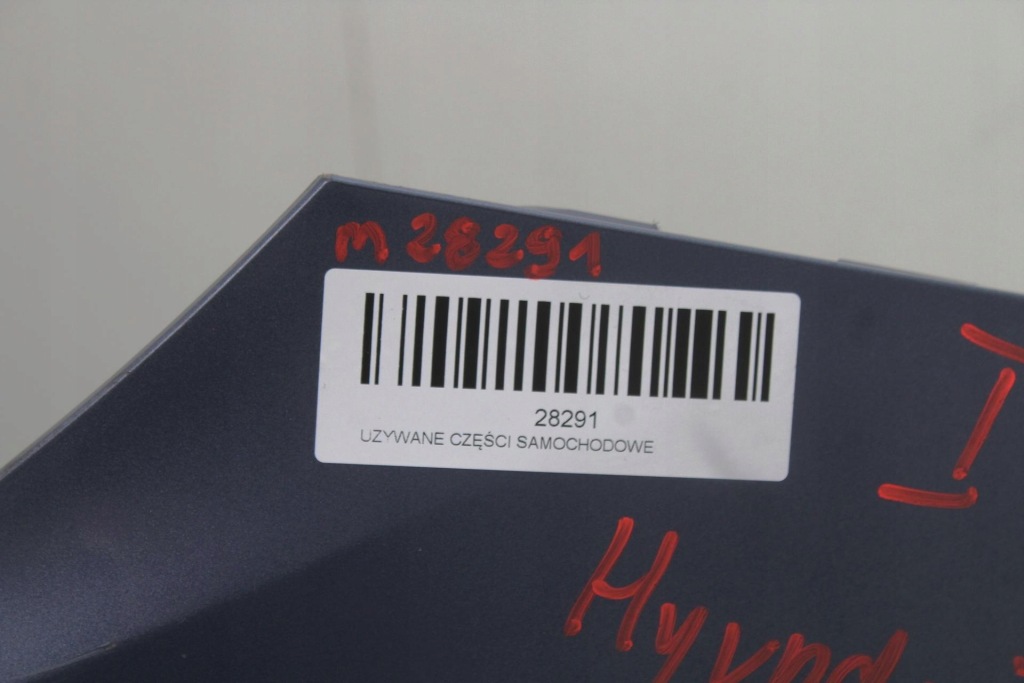 m 28291
28291
UZYWANE CZĘŚCI SAMOCHODOWE
I